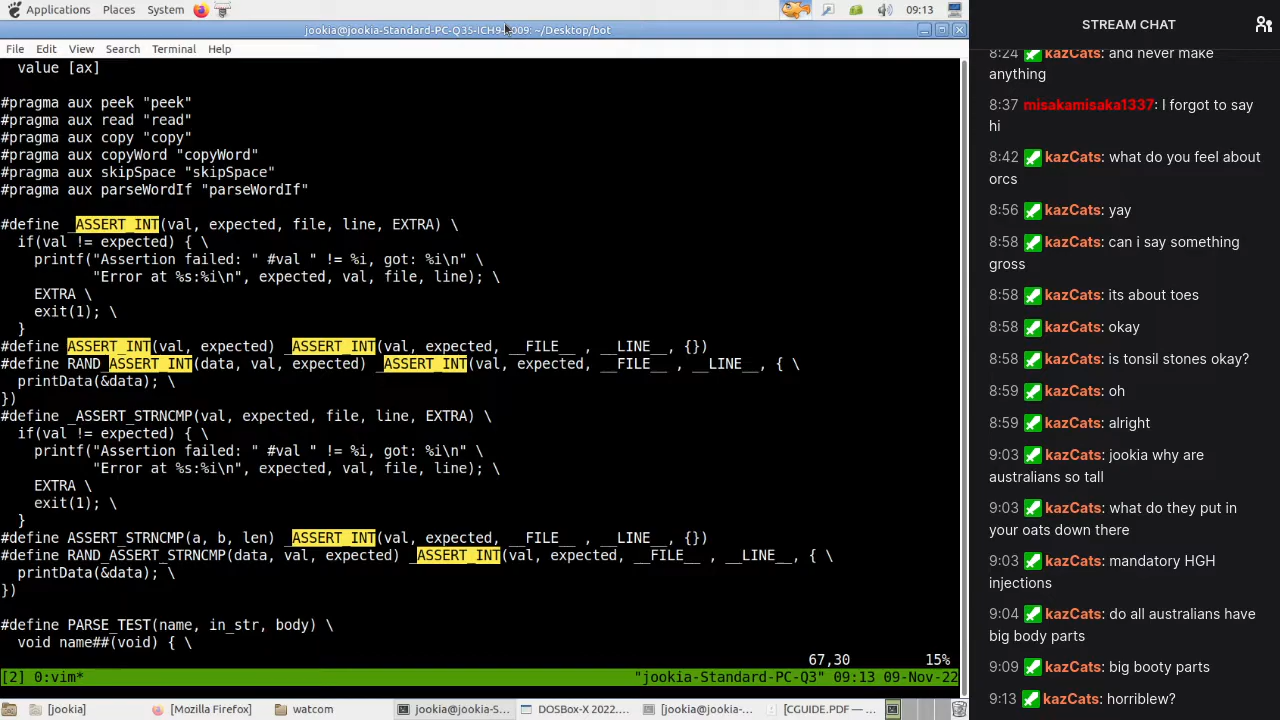 Applications Places System 09:13
jookia@jookia-Standard-PC-Q35-ICH9-2009: ~/Desktop/bot
File Edit View Search Terminal Help
value [ax]
#pragma aux peek "peek"
#pragma aux read "read"
#pragma aux copy "copy"
#pragma aux copyWord "copyWord"
#pragma aux skipSpace "skipSpace"
#pragma aux parseWordIf "parseWordIf"
#define _ASSERT_INT(val, expected, file, line, EXTRA) \
if(val != expected) { \
printf("Assertion failed: " #val " != %i, got: %i\n" \
"Error at %s:%i\n", expected, val, file, line); \
EXTRA \
exit(1); \
}
#define ASSERT_INT(val, expected) _ASSERT_INT(val, expected, __FILE__ , __LINE__, {})
#define RAND_ASSERT_INT(data, val, expected) _ASSERT_INT(val, expected, __FILE__ , __LINE__, { \
printData(&data); \
})
#define _ASSERT_STRNCMP(val, expected, file, line, EXTRA) \
if(val != expected) { \
printf("Assertion failed: " #val " != %i, got: %i\n" \
"Error at %s:%i\n", expected, val, file, line); \
EXTRA \
exit(1); \
}
#define ASSERT_STRNCMP(a, b, len) _ASSERT_INT(val, expected, __FILE__ , __LINE__, {})
#define RAND_ASSERT_STRNCMP(data, val, expected) _ASSERT_INT(val, expected, __FILE__ , __LINE__, { \
printData(&data); \
})
#define PARSE_TEST(name, in_str, body) \
void name##(void) { \
67,30 15%
[2] 0:vim* "jookia-Standard-PC-Q3" 09:13 09-Nov-22
[jookia] [Mozilla Firefox] watcom jookia@jookia-S... DOSBox-X 2022.... [jookia@jookia-... [CGUIDE.PDF — ...
STREAM CHAT
8:24 kazCats: and never make
anything
8:37 misakamisaka1337: I forgot to say
hi
8:42 kazCats: what do you feel about
orcs
8:56 kazCats: yay
8:58 kazCats: can i say something
gross
8:58 kazCats: its about toes
8:58 kazCats: okay
8:58 kazCats: is tonsil stones okay?
8:59 kazCats: oh
8:59 kazCats: alright
9:03 kazCats: jookia why are
australians so tall
9:03 kazCats: what do they put in
your oats down there
9:03 kazCats: mandatory HGH
injections
9:04 kazCats: do all australians have
big body parts
9:09 kazCats: big booty parts
9:13 kazCats: horriblew?